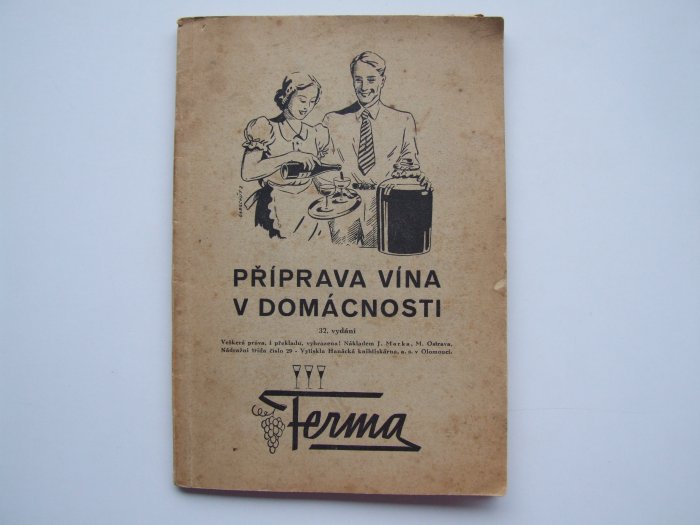 PŘÍPRAVA VÍNA
V DOMÁCNOSTI
32. vydání
Veškerá práva, i překladu, vyhrazena! Nákladem J. Marka, M. Ostrava,
Nádražní třída číslo 29 - Vytiskla Hanácká knihtiskárna, a. s. v Olomouci.
Ferma